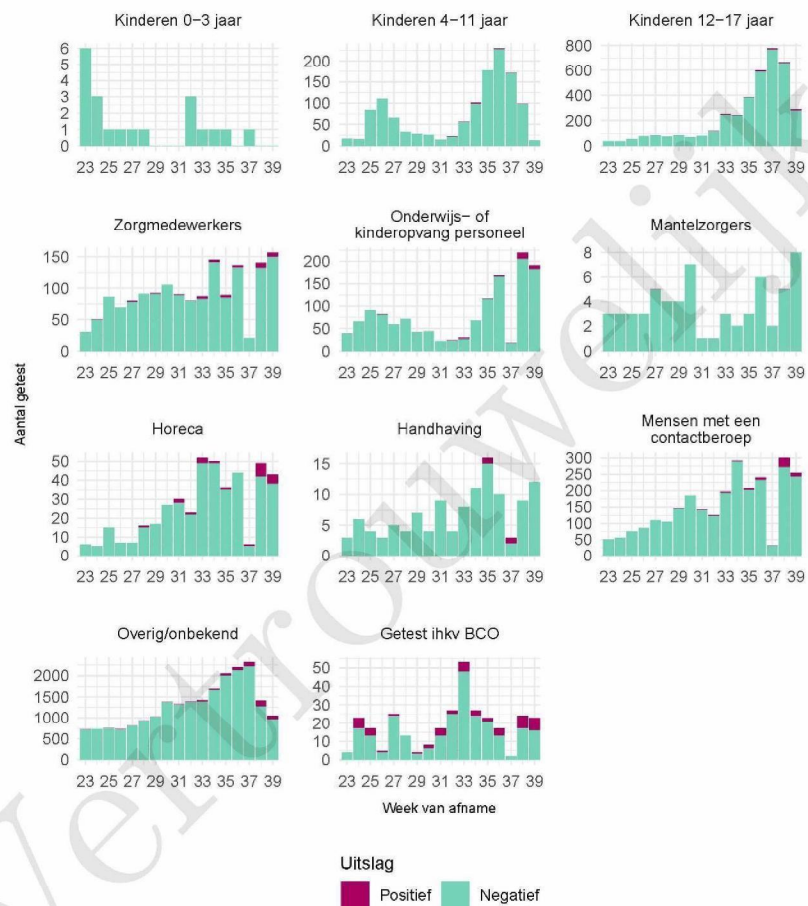 Kinderen 0−3 jaar
Kinderen 4−11 jaar
Kinderen 12−17 jaar
6
5
4
3
2
1
0
200
150
100
50
0
800
600
400
200
0
23 25 27 29 31 33 35 37 39
23 25 27 29 31 33 35 37 39
23 25 27 29 31 33 35 37 39
Zorgmedewerkers
Onderwijs− of
kinderopvang personeel
Mantelzorgers
150
100
50
0
200
150
100
50
0
8
6
4
2
0
23 25 27 29 31 33 35 37 39
23 25 27 29 31 33 35 37 39
23 25 27 29 31 33 35 37 39
Aantal getest
Horeca
Handhaving
Mensen met een
contactberoep
50
40
30
20
10
0
15
10
5
0
300
250
200
150
100
50
0
23 25 27 29 31 33 35 37 39
23 25 27 29 31 33 35 37 39
23 25 27 29 31 33 35 37 39
Overig/onbekend
Getest ihkv BCO
2000
1500
1000
500
0
50
40
30
20
10
0
23 25 27 29 31 33 35 37 39
23 25 27 29 31 33 35 37 39
Week van afname
Uitslag
Positief
Negatief
Vertrouwelijk